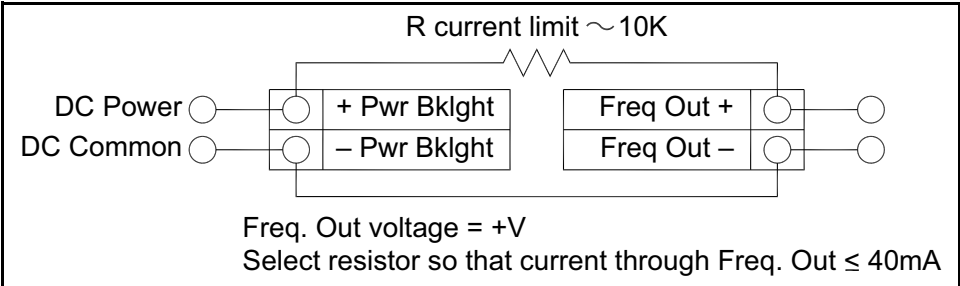 R current limit ～10K
DC Power
+ Pwr Bklght
Freq Out +
DC Common
– Pwr Bklght
Freq Out –
Freq. Out voltage = +V
Select resistor so that current through Freq. Out ≤ 40mA